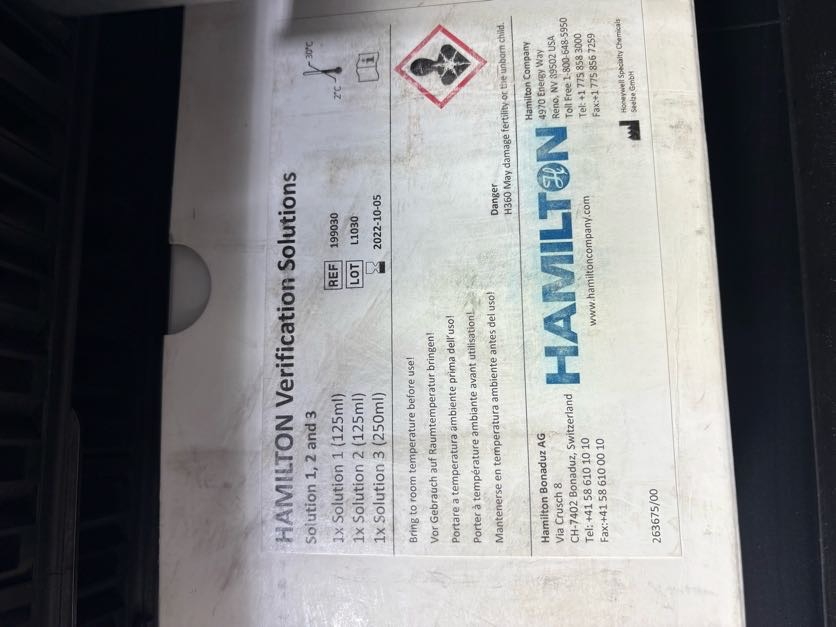 HAMILTON Verification Solutions
Solution 1, 2 and 3
1x Solution 1 (125ml)
1x Solution 2 (125ml)
1x Solution 3 (250ml)
REF 199030
LOT L1030
2022-10-05
2°C
30°C
Bring to room temperature before use!
Vor Gebrauch auf Raumtemperatur bringen!
Portare a temperatura ambiente prima dell'uso!
Porter à température ambiante avant utilisation!
Mantenerse en temperatura ambiente antes del uso!
Danger
H360 May damage fertility or the unborn child.
Hamilton Bonaduz AG
Via Crusch 8
CH-7402 Bonaduz, Switzerland
Tel: +41 58 610 10 10
Fax:+41 58 610 00 10
HAMILTON
www.hamiltoncompany.com
Hamilton Company
4970 Energy Way
Reno, NV 89502 USA
Toll Free 1-800-648-5950
Tel: +1 775 858 3000
Fax:+1 775 856 7259
Honeywell Specialty Chemicals
Seelze GmbH
263675/00